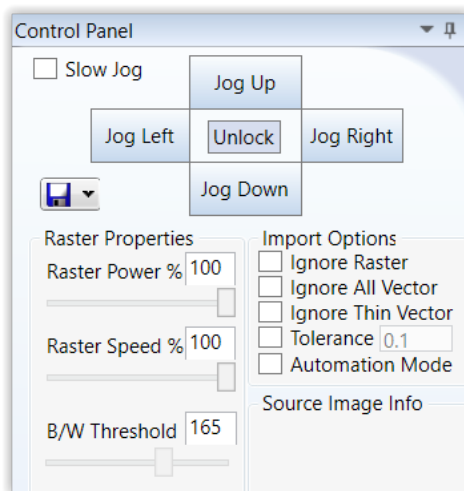 Control Panel
Slow Jog
Jog Up
Jog Left
Unlock
Jog Right
Jog Down
Raster Properties
Raster Power % 100
Raster Speed % 100
B/W Threshold 165
Import Options
Ignore Raster
Ignore All Vector
Ignore Thin Vector
Tolerance 0.1
Automation Mode
Source Image Info